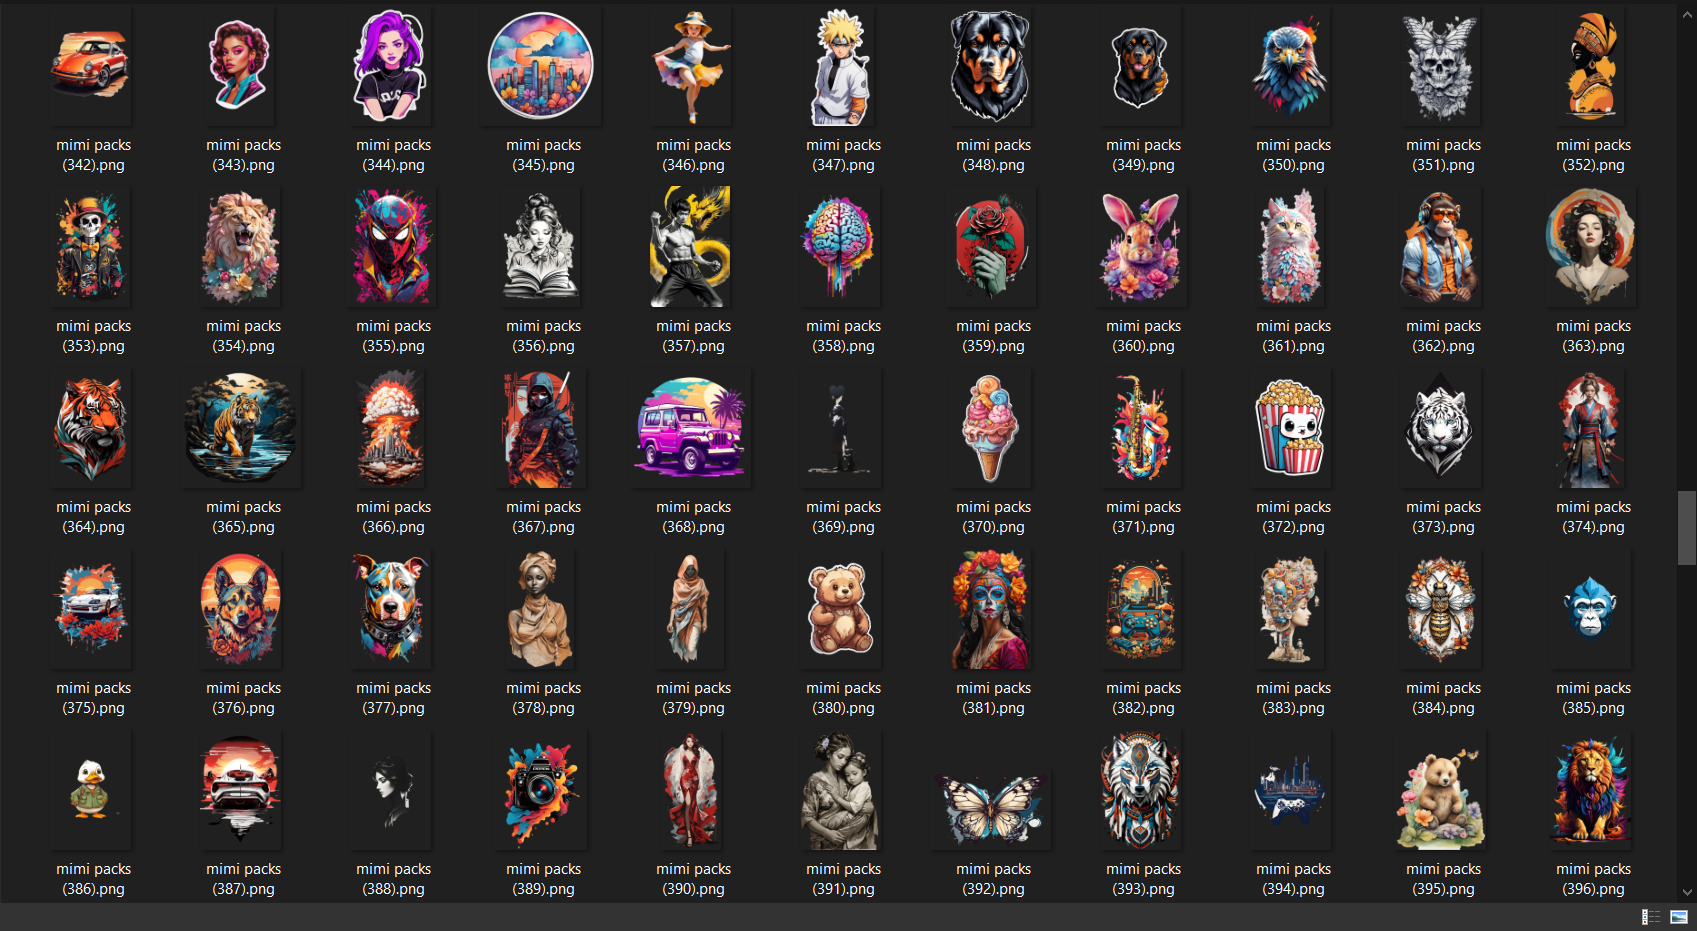 mimi packs mimi packs mimi packs mimi packs mimi packs mimi packs mimi packs mimi packs mimi packs mimi packs mimi packs
(342).png (343).png (344).png (345).png (346).png (347).png (348).png (349).png (350).png (351).png (352).png
mimi packs mimi packs mimi packs mimi packs mimi packs mimi packs mimi packs mimi packs mimi packs mimi packs mimi packs
(353).png (354).png (355).png (356).png (357).png (358).png (359).png (360).png (361).png (362).png (363).png
mimi packs mimi packs mimi packs mimi packs mimi packs mimi packs mimi packs mimi packs mimi packs mimi packs mimi packs
(364).png (365).png (366).png (367).png (368).png (369).png (370).png (371).png (372).png (373).png (374).png
mimi packs mimi packs mimi packs mimi packs mimi packs mimi packs mimi packs mimi packs mimi packs mimi packs mimi packs
(375).png (376).png (377).png (378).png (379).png (380).png (381).png (382).png (383).png (384).png (385).png
mimi packs mimi packs mimi packs mimi packs mimi packs mimi packs mimi packs mimi packs mimi packs mimi packs mimi packs
(386).png (387).png (388).png (389).png (390).png (391).png (392).png (393).png (394).png (395).png (396).png